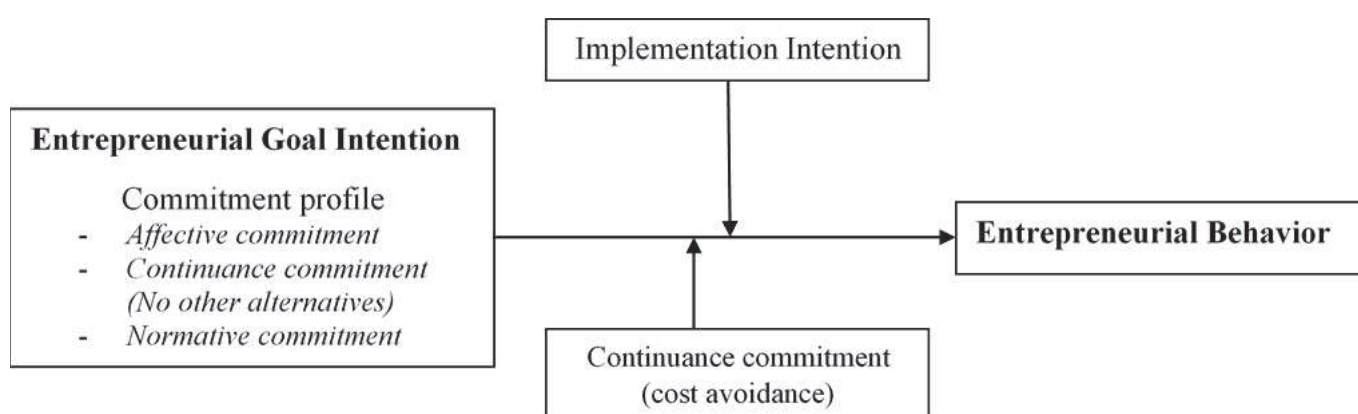 Implementation Intention
Entrepreneurial Goal Intention
Commitment profile
- Affective commitment
- Continuance commitment
(No other alternatives)
- Normative commitment
Entrepreneurial Behavior
Continuance commitment
(cost avoidance)